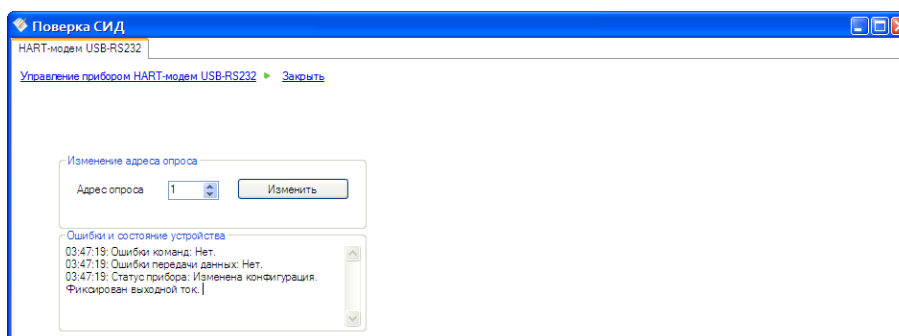 Поверка СИД
HART-модем USB-RS232
Управление прибором HART-модем USB-RS232 Закрыть
Изменение адреса опроса
Адрес опроса 1 Изменить
Ошибки и состояние устройства
03:47:19: Ошибки команд: Нет.
03:47:19: Ошибки передачи данных: Нет.
03:47:19: Статус прибора: Изменена конфигурация.
Фиксирован выходной ток.